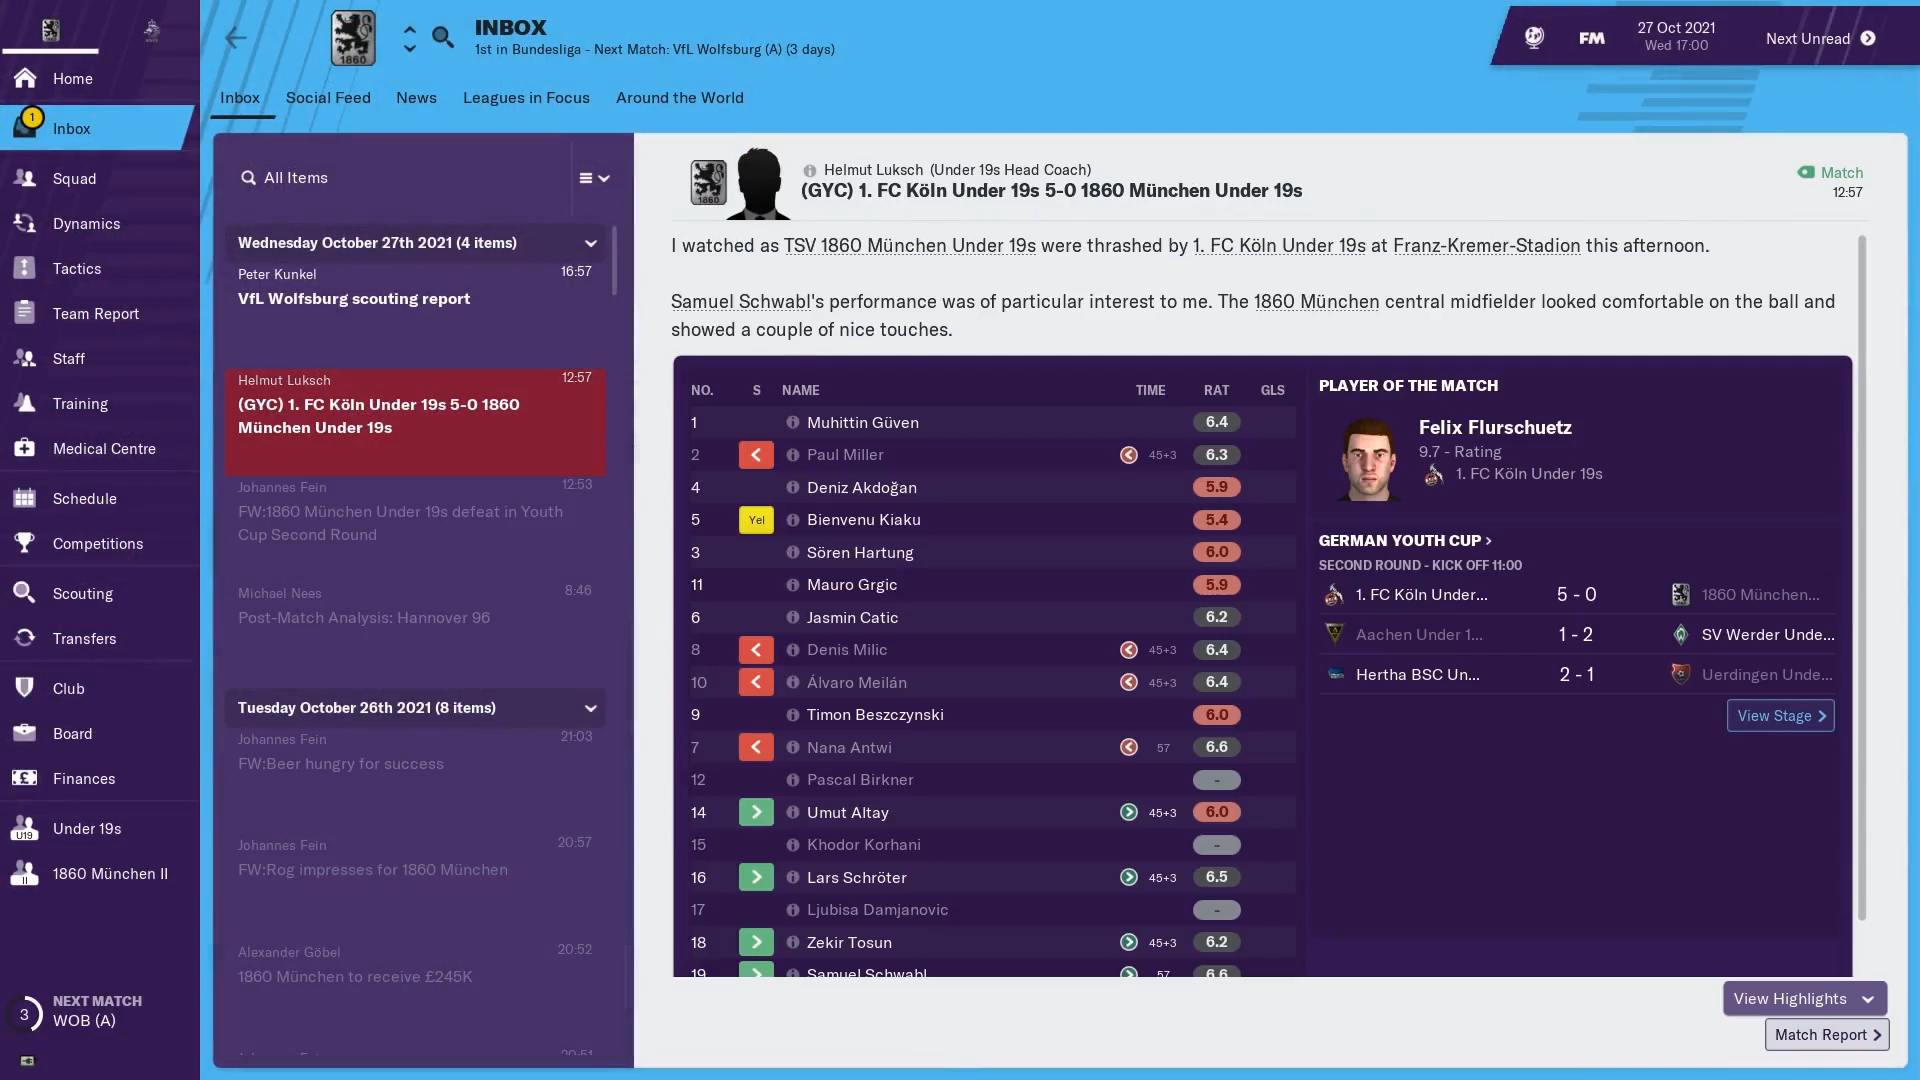 INBOX
1st in Bundesliga - Next Match: VfL Wolfsburg (A) (3 days)
FM
27 Oct 2021
Wed 17:00
Next Unread
Inbox
Social Feed
News
Leagues in Focus
Around the World
Home
1
Inbox
Squad
Dynamics
Tactics
Team Report
Staff
Training
Medical Centre
Schedule
Competitions
Scouting
Transfers
Club
Board
Finances
U19
Under 19s
II
1860 München II
3
NEXT MATCH
WOB (A)
1860
All Items
Wednesday October 27th 2021 (4 items)
Peter Kunkel
16:57
VfL Wolfsburg scouting report
Helmut Luksch
12:57
(GYC) 1. FC Köln Under 19s 5-0 1860
München Under 19s
Johannes Fein
12:53
FW:1860 München Under 19s defeat in Youth
Cup Second Round
Michael Nees
8:46
Post-Match Analysis: Hannover 96
Tuesday October 26th 2021 (8 items)
Johannes Fein
21:03
FW:Beer hungry for success
Johannes Fein
20:57
FW:Rog impresses for 1860 München
Alexander Göbel
20:52
1860 München to receive £245K
Johannes Fein
20:51
1860
Helmut Luksch (Under 19s Head Coach)
(GYC) 1. FC Köln Under 19s 5-0 1860 München Under 19s
Match
12:57
I watched as TSV 1860 München Under 19s were thrashed by 1. FC Köln Under 19s at Franz-Kremer-Stadion this afternoon.
Samuel Schwabl's performance was of particular interest to me. The 1860 München central midfielder looked comfortable on the ball and
showed a couple of nice touches.
NO. S NAME TIME RAT GLS
1 Muhittin Güven 6.4
2 Paul Miller 45+3 6.3
4 Deniz Akdoğan 5.9
5 Yel Bienvenu Kiaku 5.4
3 Sören Hartung 6.0
11 Mauro Grgic 5.9
6 Jasmin Catic 6.2
8 Denis Milic 45+3 6.4
10 Álvaro Meilán 45+3 6.4
9 Timon Beszczynski 6.0
7 Nana Antwi 57 6.6
12 Pascal Birkner -
14 Umut Altay 45+3 6.0
15 Khodor Korhani -
16 Lars Schröter 45+3 6.5
17 Ljubisa Damjanovic -
18 Zekir Tosun 45+3 6.2
19 Samuel Schwabl 57 6.6
PLAYER OF THE MATCH
Felix Flurschuetz
9.7 - Rating
1. FC Köln Under 19s
GERMAN YOUTH CUP
SECOND ROUND - KICK OFF 11:00
1. FC Köln Under... 5 - 0 1860 München...
Aachen Under 1... 1 - 2 SV Werder Unde...
Hertha BSC Un... 2 - 1 Uerdingen Unde...
View Stage
View Highlights
Match Report